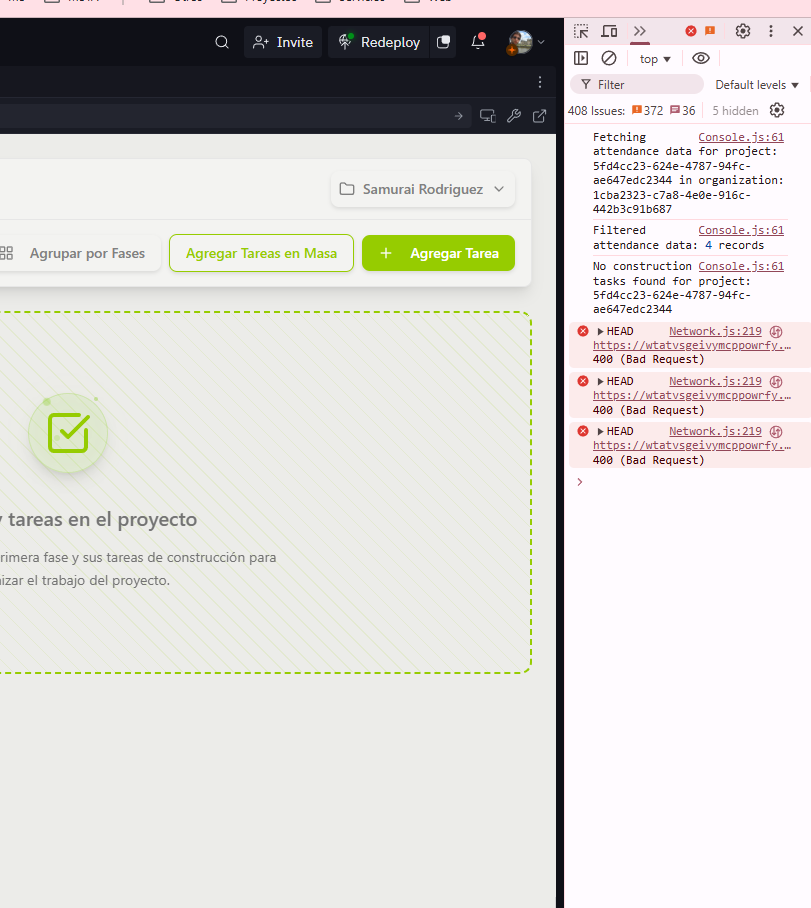 Otros
Proyectos
Servicios
Web
Invite
Redeploy
top
Filter
Default levels
408 Issues: 372 36
5 hidden
Samurai Rodriguez
Agrupar por Fases
Agregar Tareas en Masa
Agregar Tarea
y tareas en el proyecto
rimera fase y sus tareas de construcción para
izar el trabajo del proyecto.
Fetching Console.js:61
attendance data for project:
5fd4cc23-624e-4787-94fc-
ae647edc2344 in organization:
1cba2323-c7a8-4e0e-916c-
442b3c91b687
Filtered Console.js:61
attendance data: 4 records
No construction Console.js:61
tasks found for project:
5fd4cc23-624e-4787-94fc-
ae647edc2344
HEAD Network.js:219
https://wtatvsgeivymcppowrfy.…
400 (Bad Request)
HEAD Network.js:219
https://wtatvsgeivymcppowrfy.…
400 (Bad Request)
HEAD Network.js:219
https://wtatvsgeivymcppowrfy.…
400 (Bad Request)